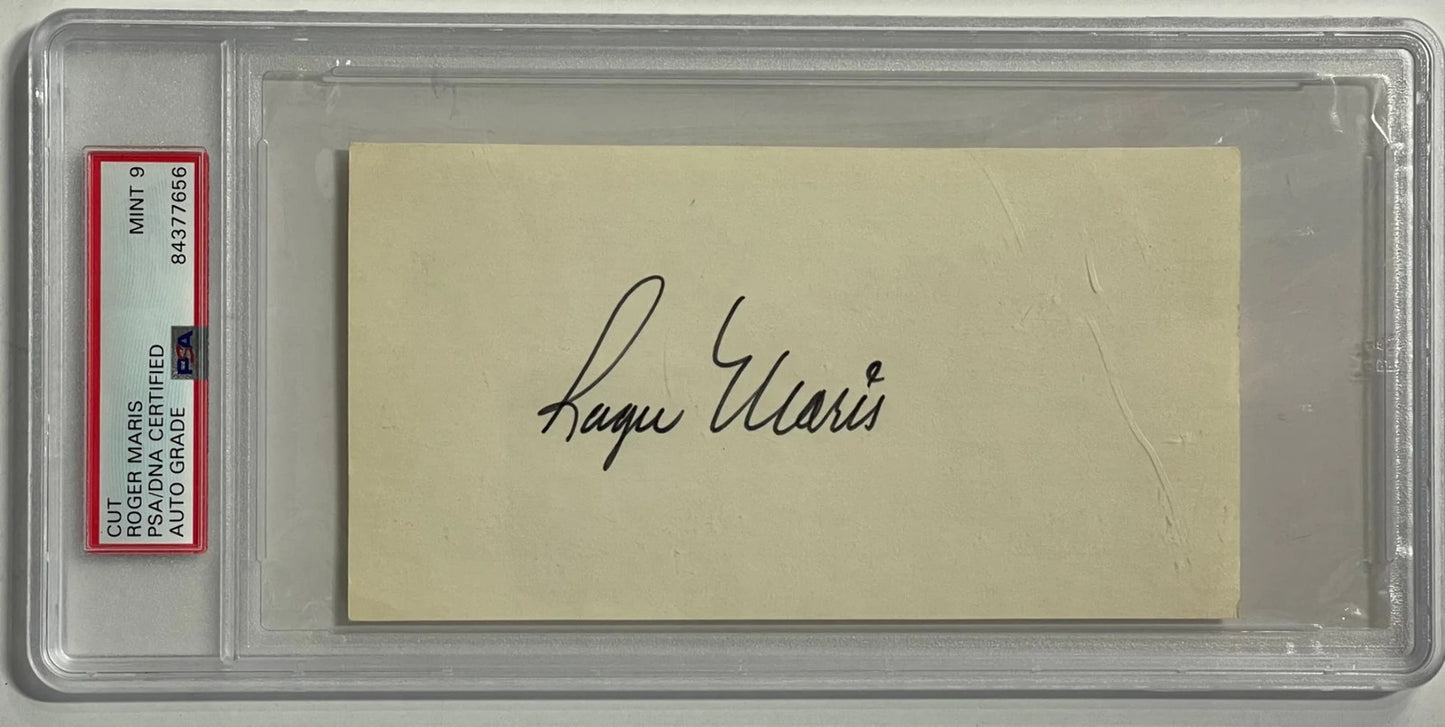 CUT
ROGER MARIS
MINT 9
PSA/DNA CERTIFIED
AUTO GRADE
84377656
PSA
Roger Maris